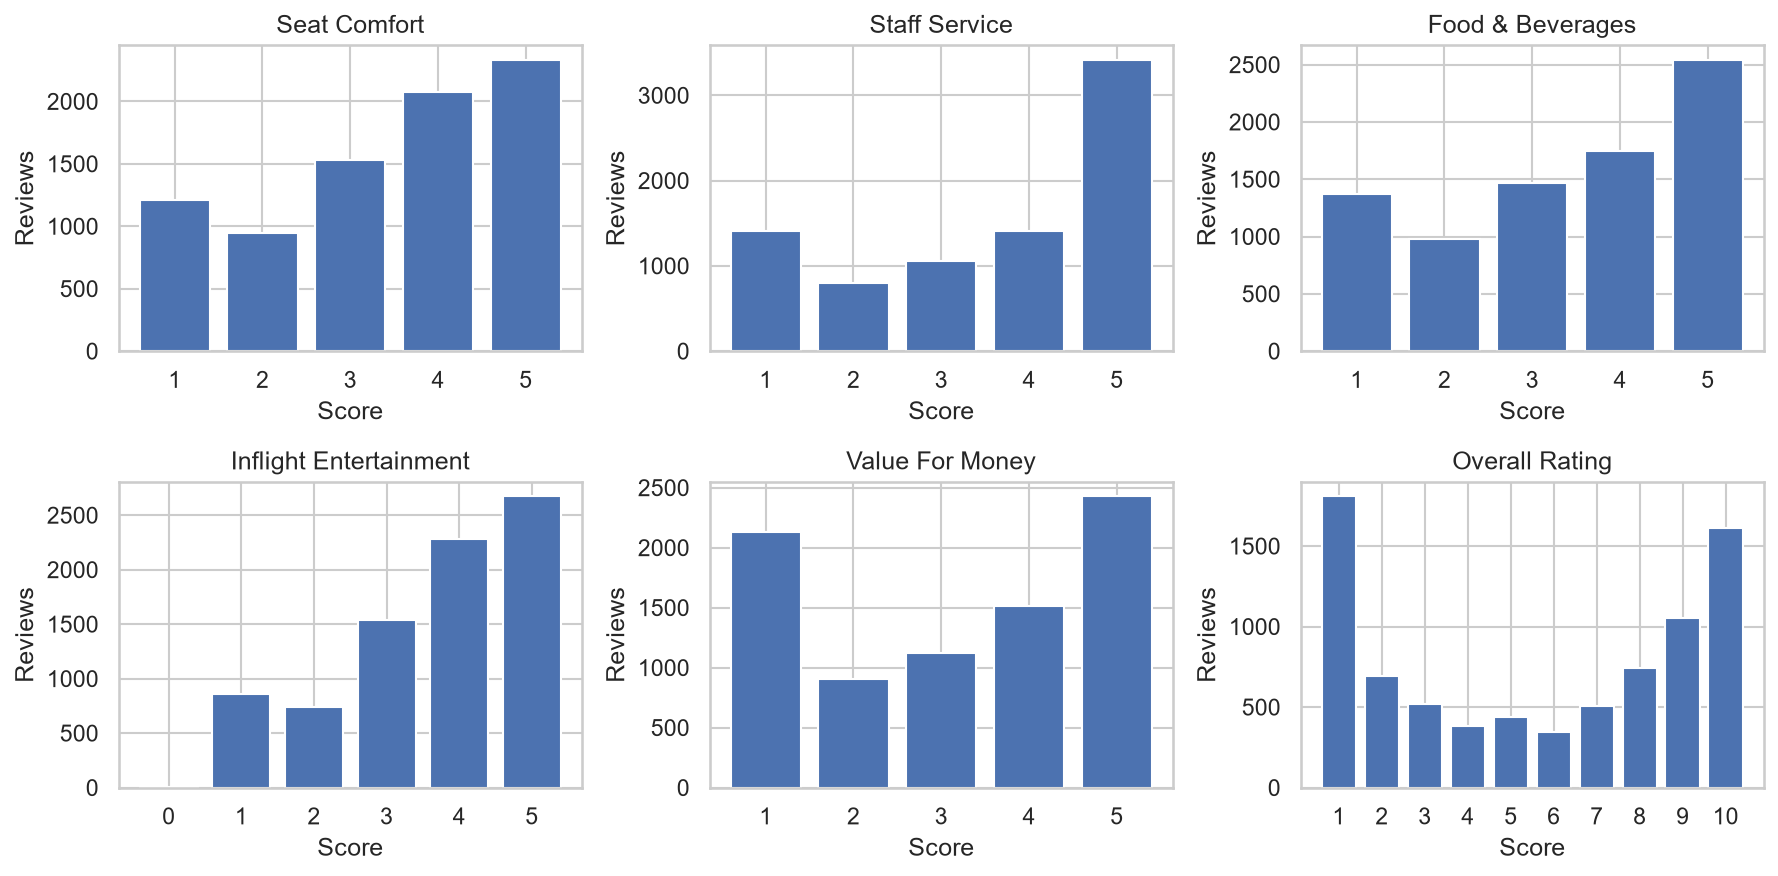 Seat Comfort
Reviews
2000
1500
1000
500
0
1 2 3 4 5
Score
Staff Service
Reviews
3000
2000
1000
0
1 2 3 4 5
Score
Food & Beverages
Reviews
2500
2000
1500
1000
500
0
1 2 3 4 5
Score
Inflight Entertainment
Reviews
2500
2000
1500
1000
500
0
0 1 2 3 4 5
Score
Value For Money
Reviews
2500
2000
1500
1000
500
0
1 2 3 4 5
Score
Overall Rating
Reviews
1500
1000
500
0
1 2 3 4 5 6 7 8 9 10
Score